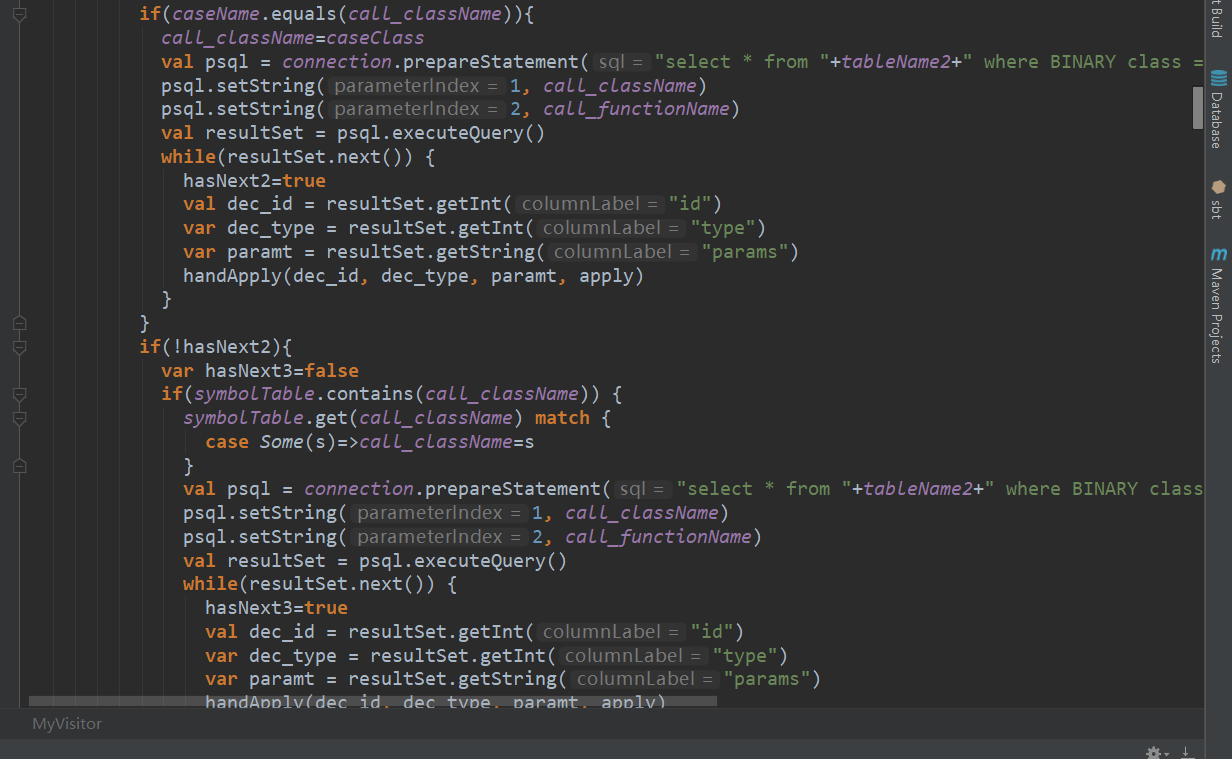 if(caseName.equals(call_className)){
call_className=caseClass
val psql = connection.prepareStatement( sql = "select * from "+tableName2+" where BINARY class =
psql.setString( parameterIndex = 1, call_className)
psql.setString( parameterIndex = 2, call_functionName)
val resultSet = psql.executeQuery()
while(resultSet.next()) {
hasNext2=true
val dec_id = resultSet.getInt( columnLabel = "id")
var dec_type = resultSet.getInt( columnLabel = "type")
var paramt = resultSet.getString( columnLabel = "params")
handApply(dec_id, dec_type, paramt, apply)
}
}
if(!hasNext2){
var hasNext3=false
if(symbolTable.contains(call_className)) {
symbolTable.get(call_className) match {
case Some(s)=>call_className=s
}
val psql = connection.prepareStatement( sql = "select * from "+tableName2+" where BINARY class
psql.setString( parameterIndex = 1, call_className)
psql.setString( parameterIndex = 2, call_functionName)
val resultSet = psql.executeQuery()
while(resultSet.next()) {
hasNext3=true
val dec_id = resultSet.getInt( columnLabel = "id")
var dec_type = resultSet.getInt( columnLabel = "type")
var paramt = resultSet.getString( columnLabel = "params")
handApply(dec_id, dec_type, paramt, apply)
MyVisitor
t Build
Database
sbt
m Maven Projects